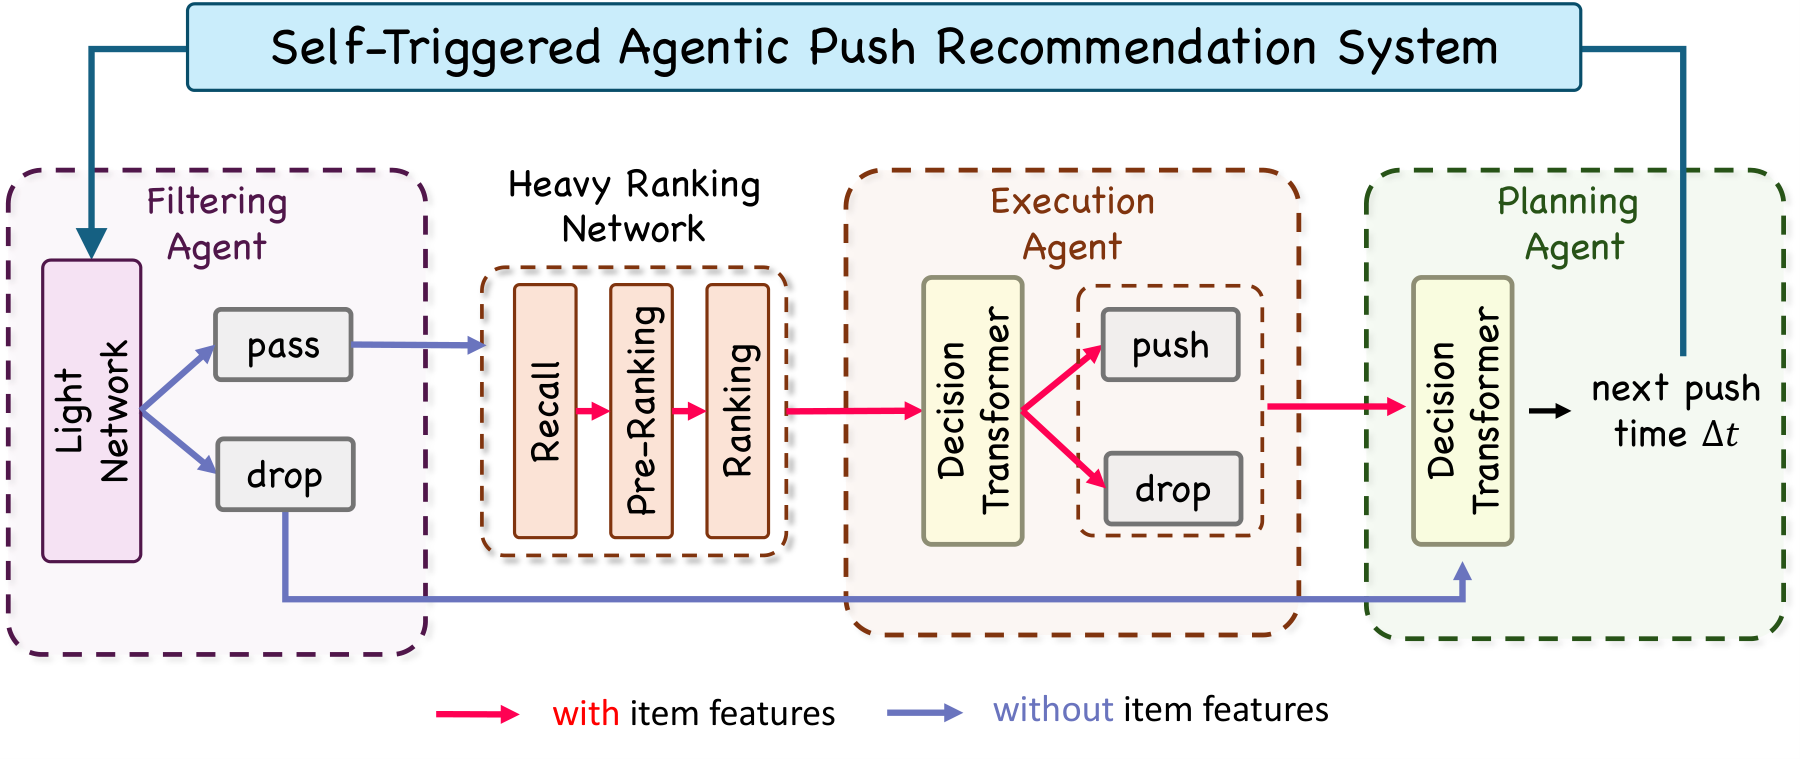 Self-Triggered Agentic Push Recommendation System
Filtering
Agent
Light
Network
pass
drop
Heavy Ranking
Network
Recall
Pre-Ranking
Ranking
Execution
Agent
Decision
Transformer
push
drop
Planning
Agent
Decision
Transformer
next push
time Δt
with item features
without item features